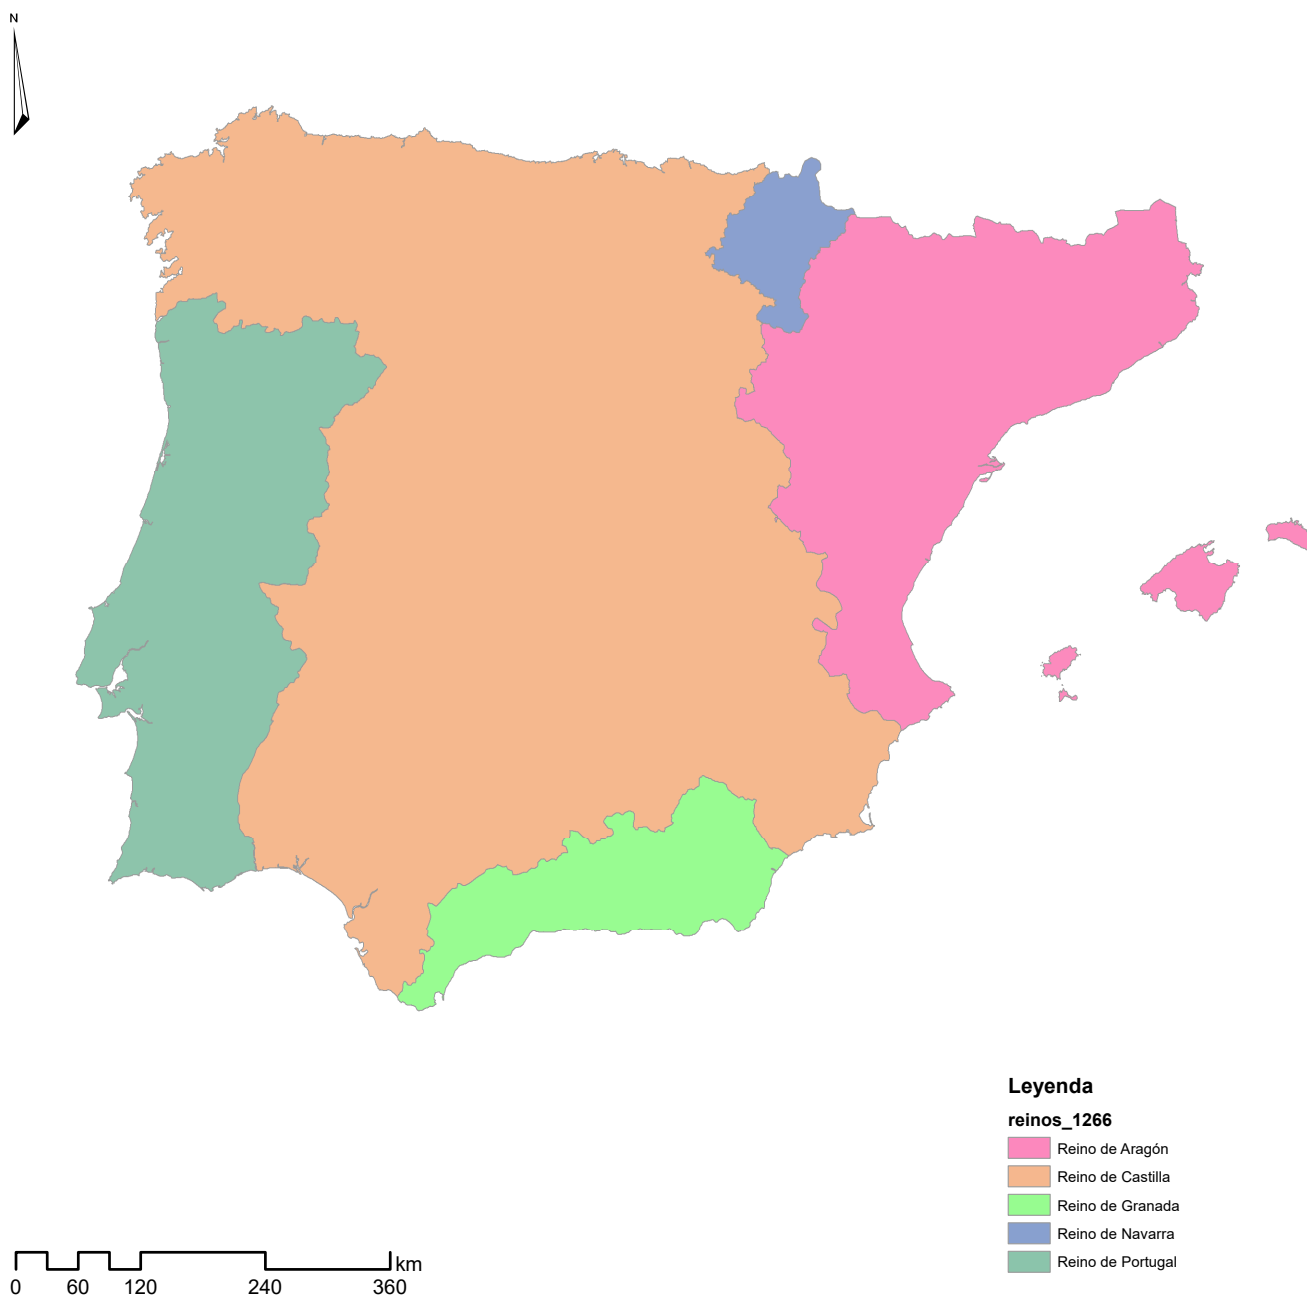 N
Leyenda
reinos_1266
Reino de Aragón
Reino de Castilla
Reino de Granada
Reino de Navarra
Reino de Portugal
km
0 60 120 240 360